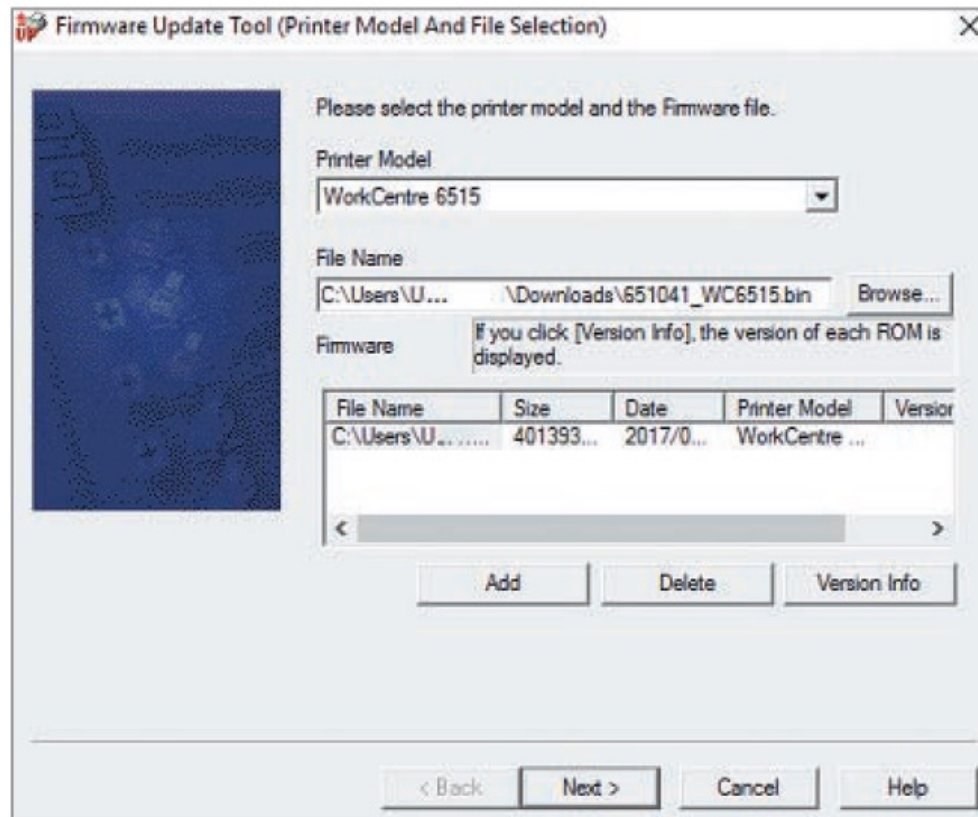 Firmware Update Tool (Printer Model And File Selection)
Please select the printer model and the Firmware file.
Printer Model
WorkCentre 6515
File Name
C:\Users\U... \Downloads\651041_WC6515.bin Browse...
Firmware
If you click [Version Info], the version of each ROM is
displayed.
File Name Size Date Printer Model Version
C:\Users\U... ..... 401393... 2017/0... WorkCentre ...
Add Delete Version Info
< Back Next > Cancel Help